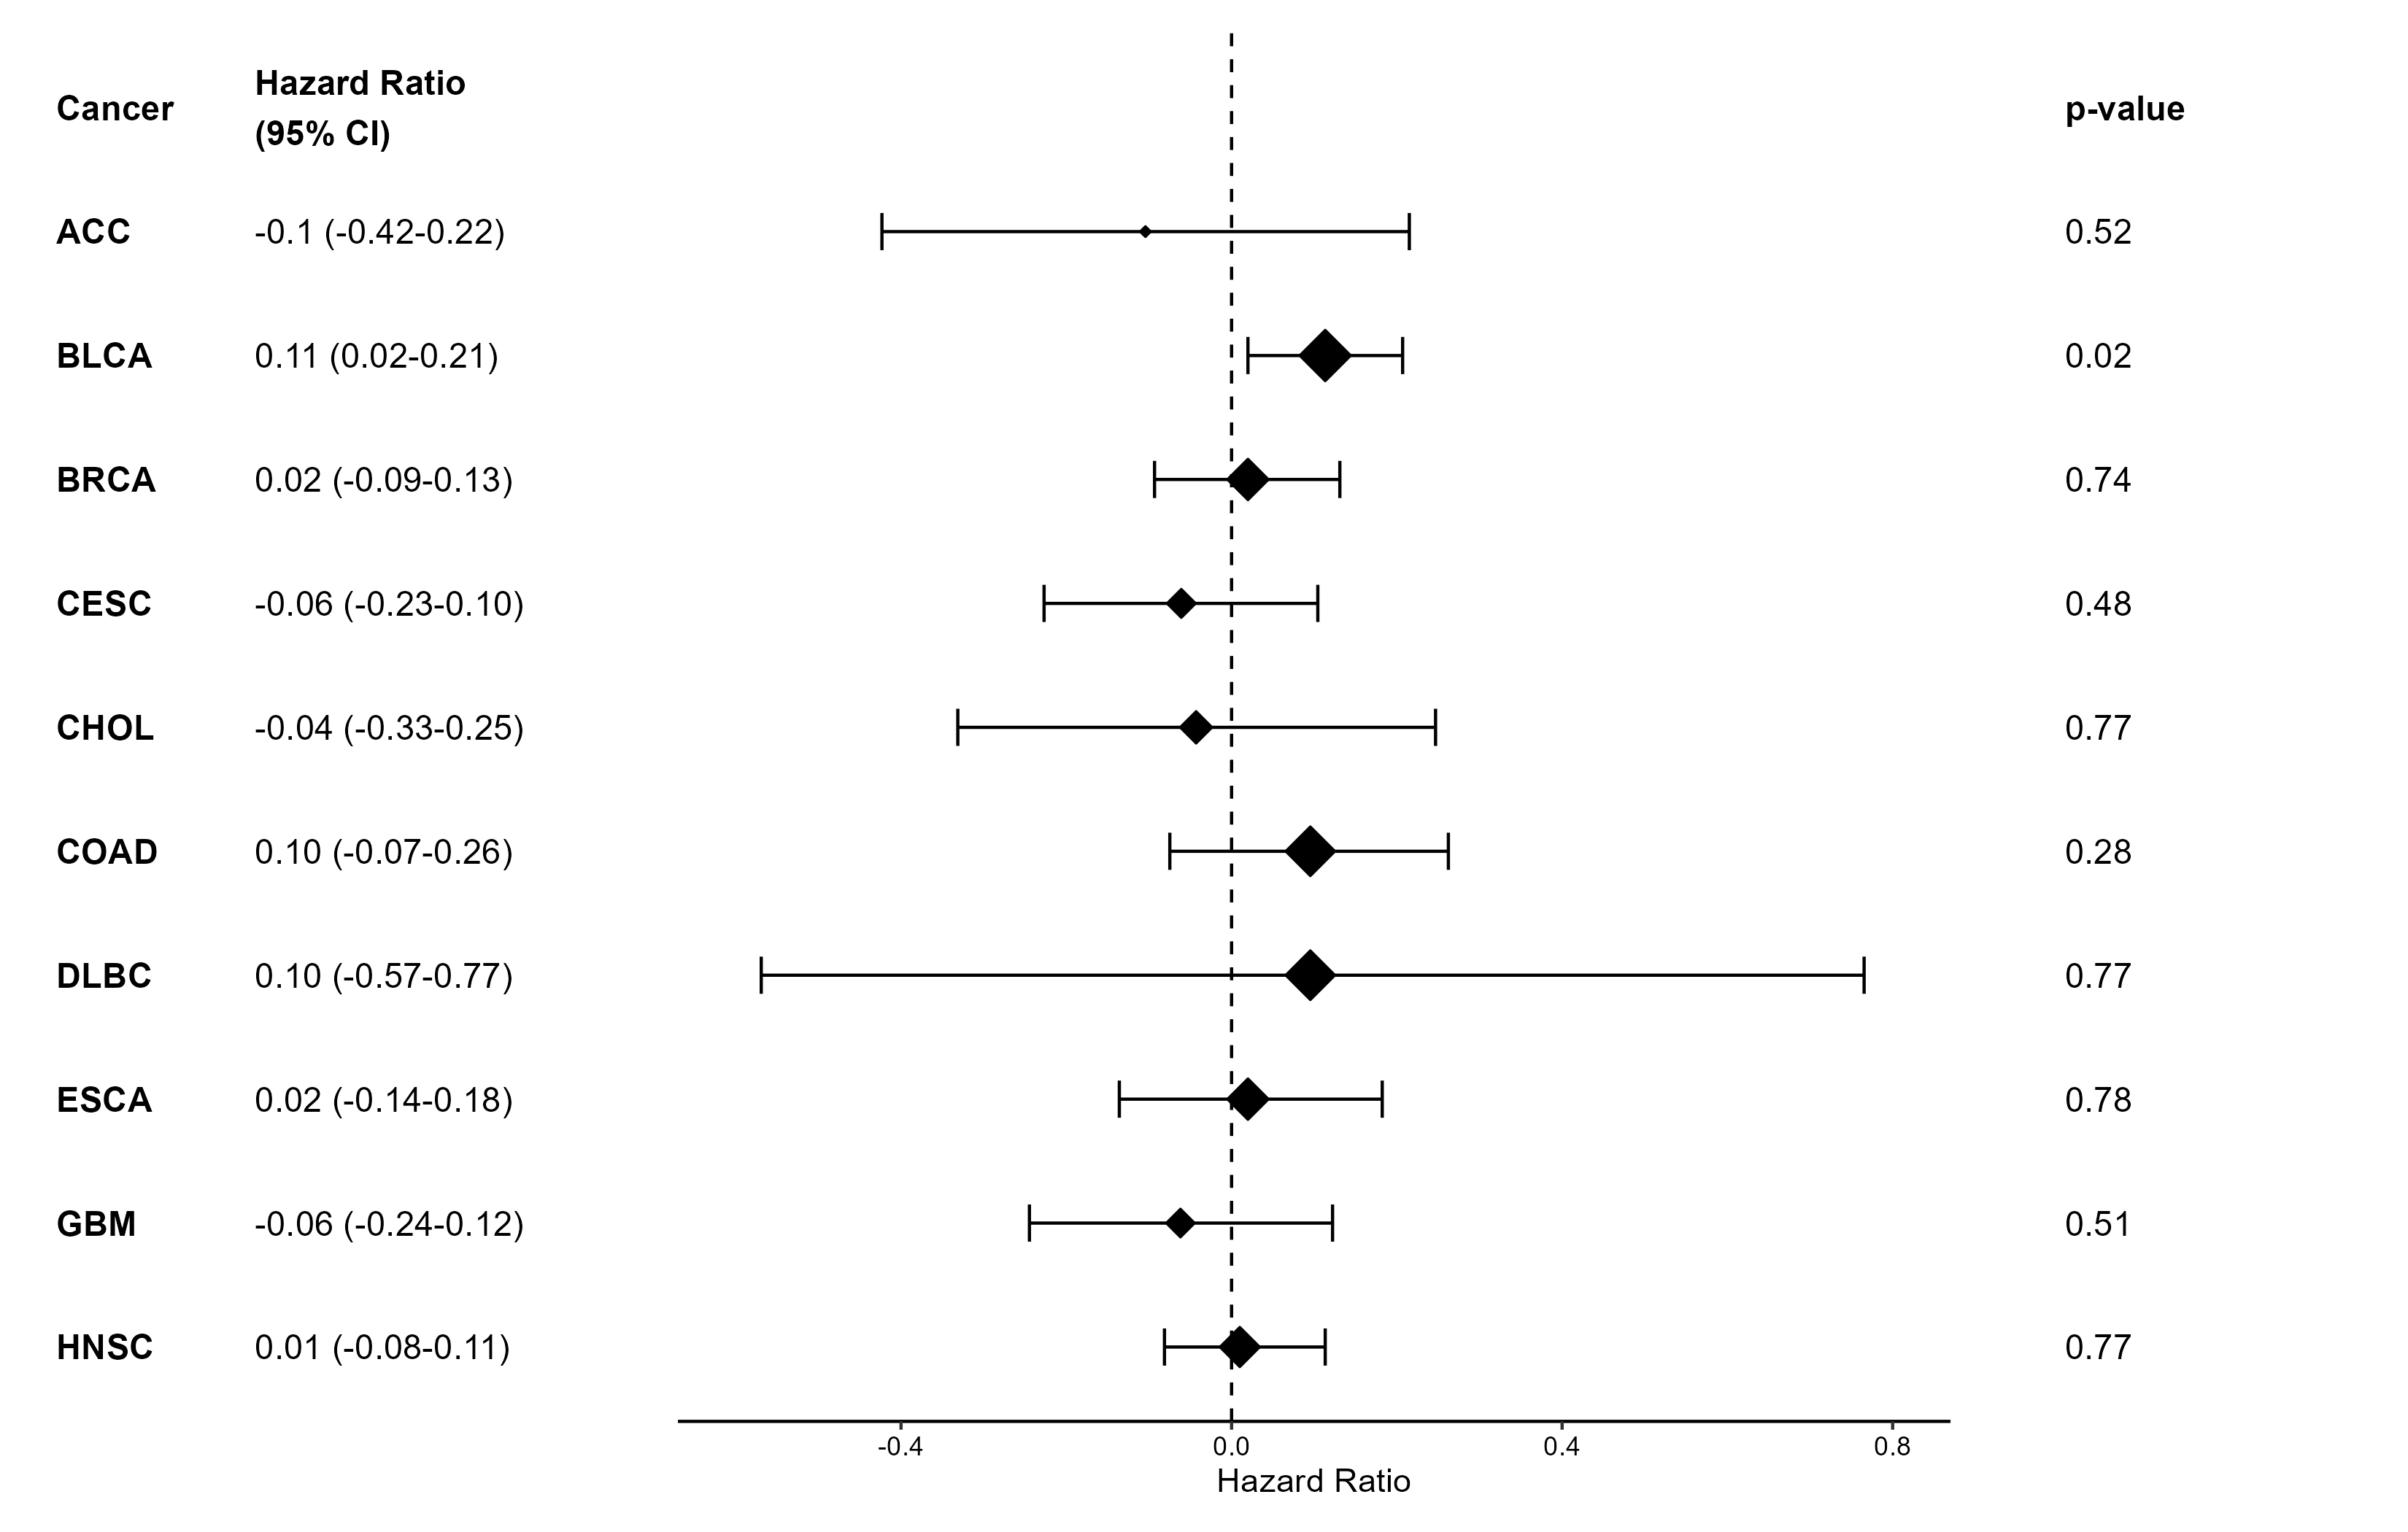 Cancer
Hazard Ratio
(95% CI)
p-value
ACC -0.1 (-0.42-0.22) 0.52
BLCA 0.11 (0.02-0.21) 0.02
BRCA 0.02 (-0.09-0.13) 0.74
CESC -0.06 (-0.23-0.10) 0.48
CHOL -0.04 (-0.33-0.25) 0.77
COAD 0.10 (-0.07-0.26) 0.28
DLBC 0.10 (-0.57-0.77) 0.77
ESCA 0.02 (-0.14-0.18) 0.78
GBM -0.06 (-0.24-0.12) 0.51
HNSC 0.01 (-0.08-0.11) 0.77
-0.4 0.0 0.4 0.8
Hazard Ratio